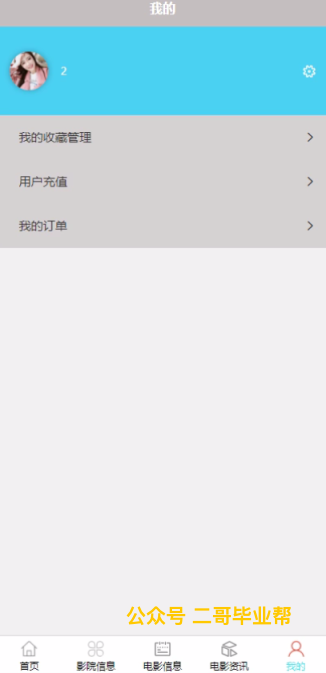 我的
2
我的收藏管理
用户充值
我的订单
公众号 二哥毕业帮
首页
影院信息
电影信息
电影资讯
我的